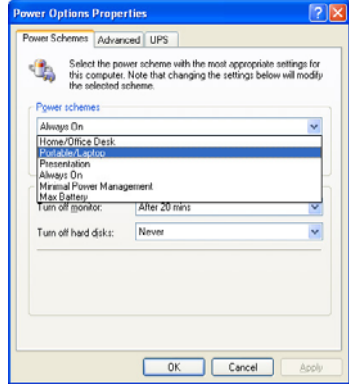 Power Options Properties
Power Schemes Advanced UPS
Select the power scheme with the most appropriate settings for
this computer. Note that changing the settings below will modify
the selected scheme.
Power schemes
Always On
Home/Office Desk
Portable/Laptop
Presentation
Always On
Minimal Power Management
Max Battery
Turn off monitor: After 20 mins
Turn off hard disks: Never
OK Cancel Apply